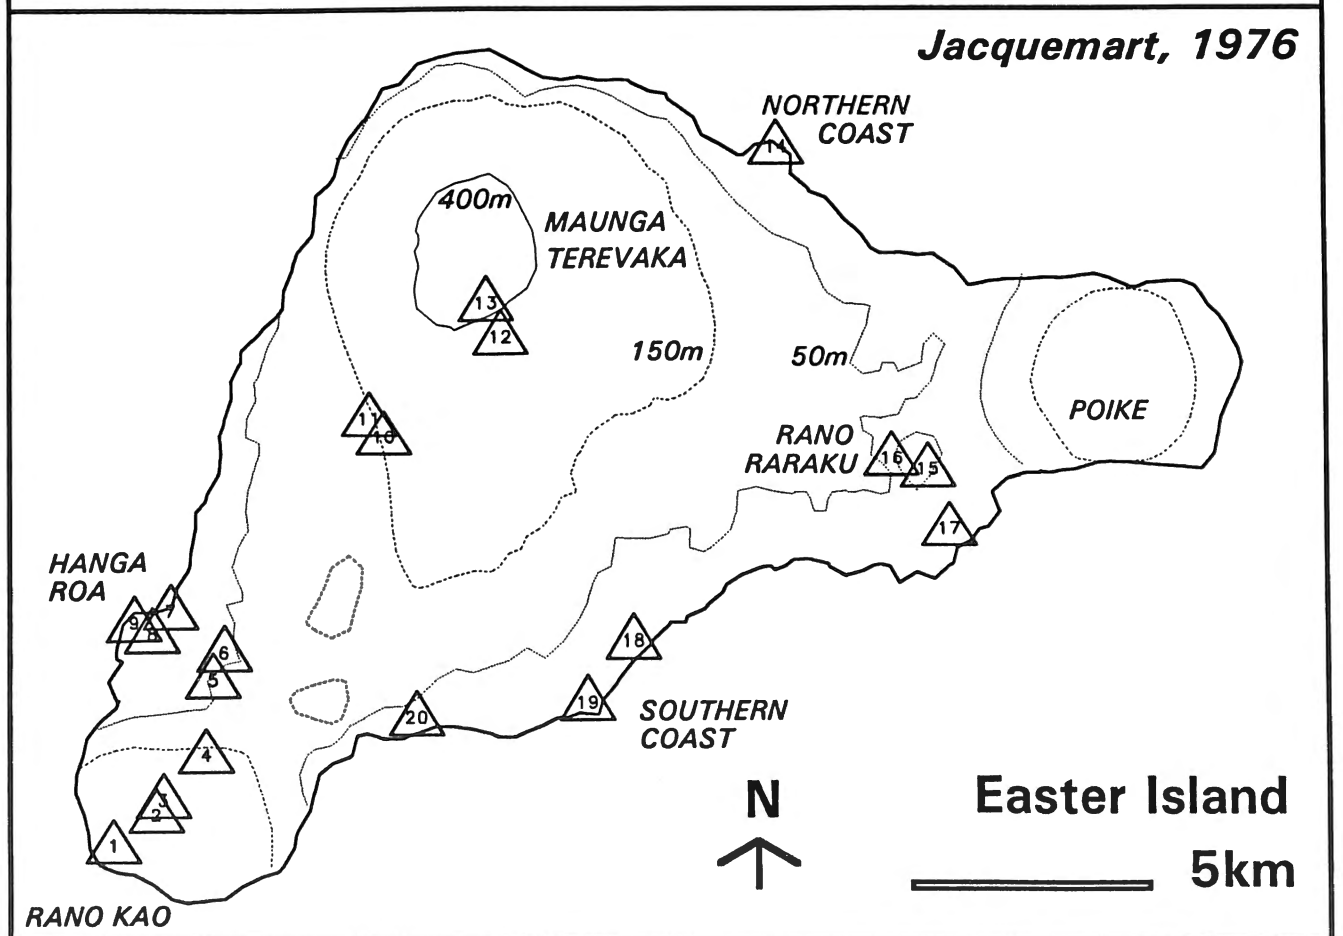 Jacquemart, 1976
NORTHERN
COAST
14
400m
MAUNGA
TEREVAKA
13
12
150m
50m
POIKE
11
10
RANO
RARAKU
16
15
17
HANGA
ROA
9
8
7
6
5
18
19
20
SOUTHERN
COAST
4
3
2
1
N
Easter Island
5km
RANO KAO